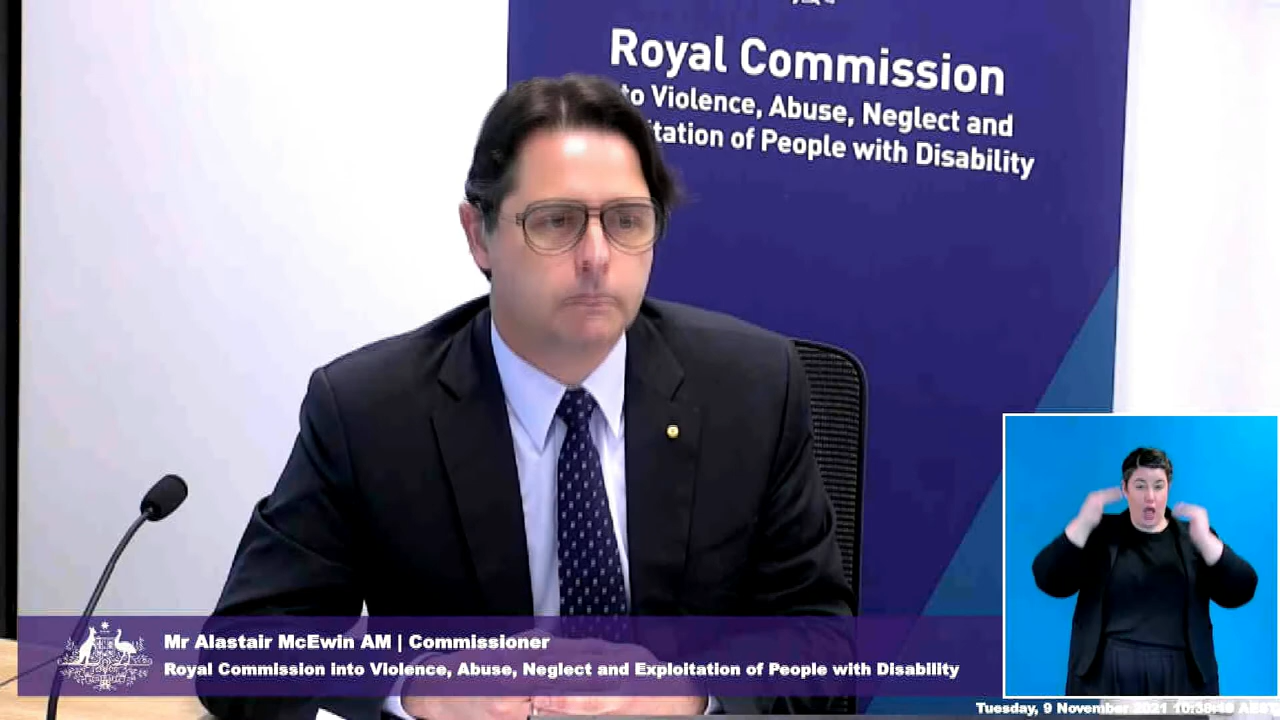 Royal Commission
to Violence, Abuse, Neglect and
itation of People with Disability
Mr Alastair McEwin AM | Commissioner
Royal Commission into Violence, Abuse, Neglect and Exploitation of People with Disability
Tuesday, 9 November 2021